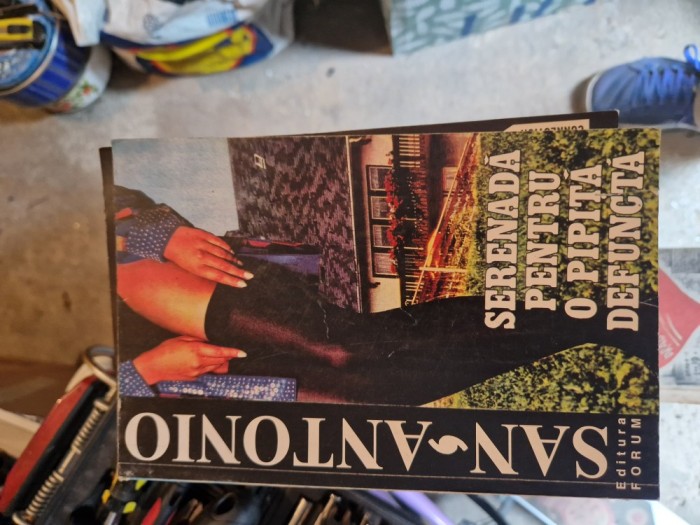 SAN-ANTONIO
SERENADĂ
PENTRU
O PIPIȚĂ
DEFUNCTĂ
Editura
FORUM